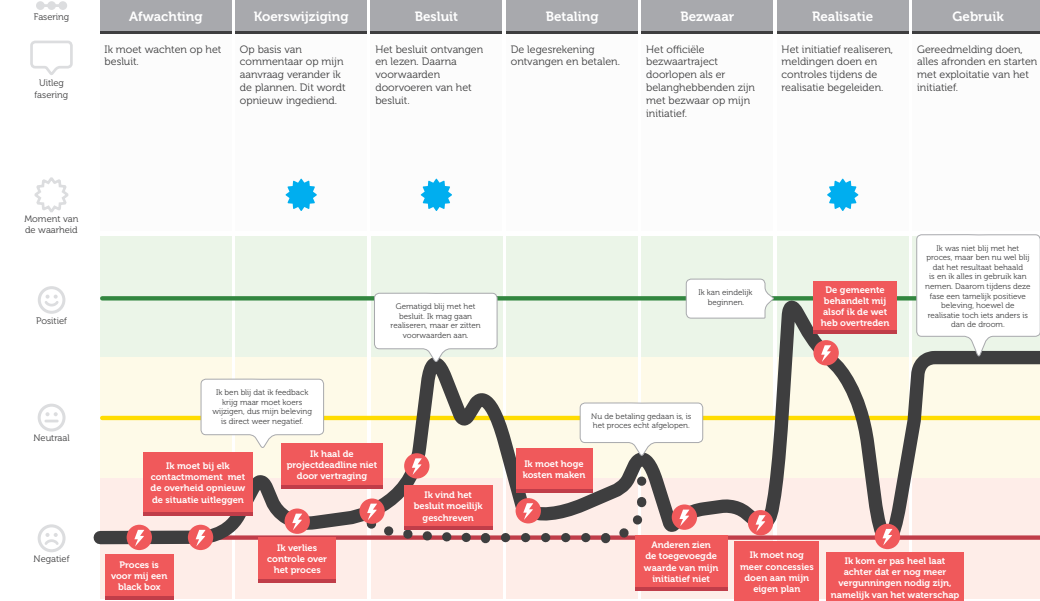 Fasering
Afwachting
Koerswijziging
Besluit
Betaling
Bezwaar
Realisatie
Gebruik
Uitleg
fasering
Ik moet wachten op het
besluit.
Op basis van
commentaar op mijn
aanvraag verander ik
de plannen. Dit wordt
opnieuw ingediend.
Het besluit ontvangen
en lezen. Daarna
voorwaarden
doorvoeren van het
besluit.
De legesrekening
ontvangen en betalen.
Het officiële
bezwaartraject
doorlopen als er
belanghebbenden zijn
met bezwaar op mijn
initiatief.
Het initiatief realiseren,
meldingen doen en
controles tijdens de
realisatie begeleiden.
Gereedmelding doen,
alles afronden en starten
met exploitatie van het
initiatief.
Moment van
de waarheid
Positief
Neutraal
Negatief
Ik moet bij elk
contactmoment met
de overheid opnieuw
de situatie uitleggen
Proces is
voor mij een
black box
Ik ben blij dat ik feedback
krijg maar moet koers
wijzigen, dus mijn beleving
is direct weer negatief.
Ik haal de
projectdeadline niet
door vertraging
Ik verlies
controle over
het proces
Gematigd blij met het
besluit. Ik mag gaan
realiseren, maar er zitten
voorwaarden aan.
Ik vind het
besluit moeilijk
geschreven
Ik moet hoge
kosten maken
Nu de betaling gedaan is, is
het proces echt afgelopen.
Anderen zien
de toegevoegde
waarde van mijn
initiatief niet
Ik moet nog
meer concessies
doen aan mijn
eigen plan
Ik kan eindelijk
beginnen.
De gemeente
behandelt mij
alsof ik de wet
heb overtreden
Ik kom er pas heel laat
achter dat er nog meer
vergunningen nodig zijn,
namelijk van het waterschap
Ik was niet blij met het
proces, maar ben nu wel blij
dat het resultaat behaald
is en ik alles in gebruik kan
nemen. Daarom tijdens deze
fase een tamelijk positieve
beleving, hoewel de
realisatie toch iets anders is
dan de droom.